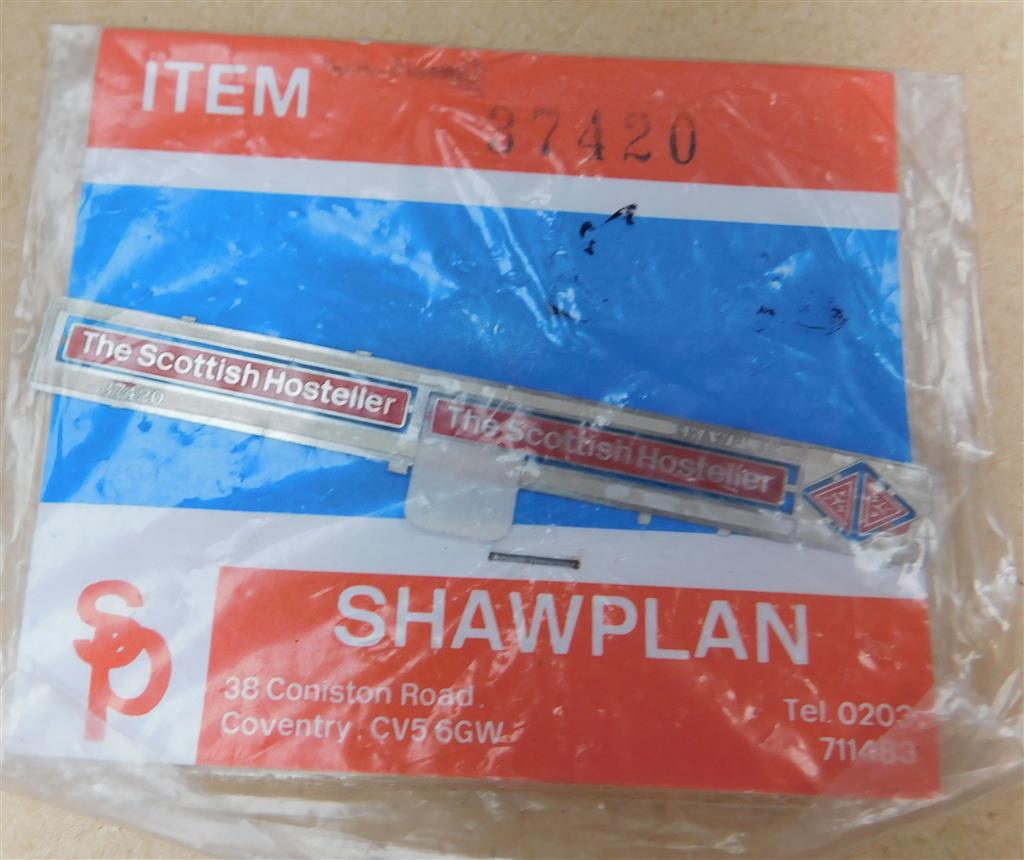 ITEM
37420
The Scottish Hosteller
37420
The Scottish Hosteller
SP
SHAWPLAN
38 Coniston Road.
Coventry. CV5 6GW.
Tel. 0203
711483